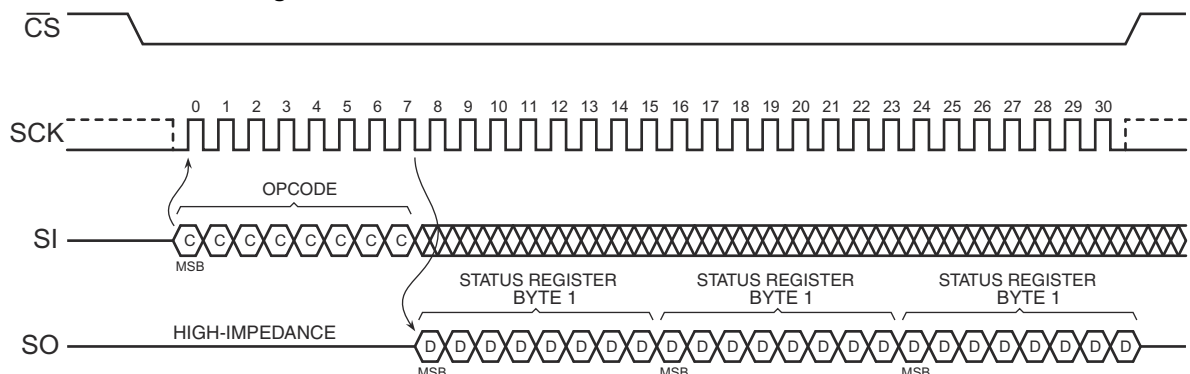 CS
0 1 2 3 4 5 6 7 8 9 10 11 12 13 14 15 16 17 18 19 20 21 22 23 24 25 26 27 28 29 30
SCK
OPCODE
SI
C C C C C C C C
MSB
STATUS REGISTER
BYTE 1
STATUS REGISTER
BYTE 1
STATUS REGISTER
BYTE 1
HIGH-IMPEDANCE
SO
D D D D D D D D D D D D D D D D D D D D D D D D
MSB MSB MSB